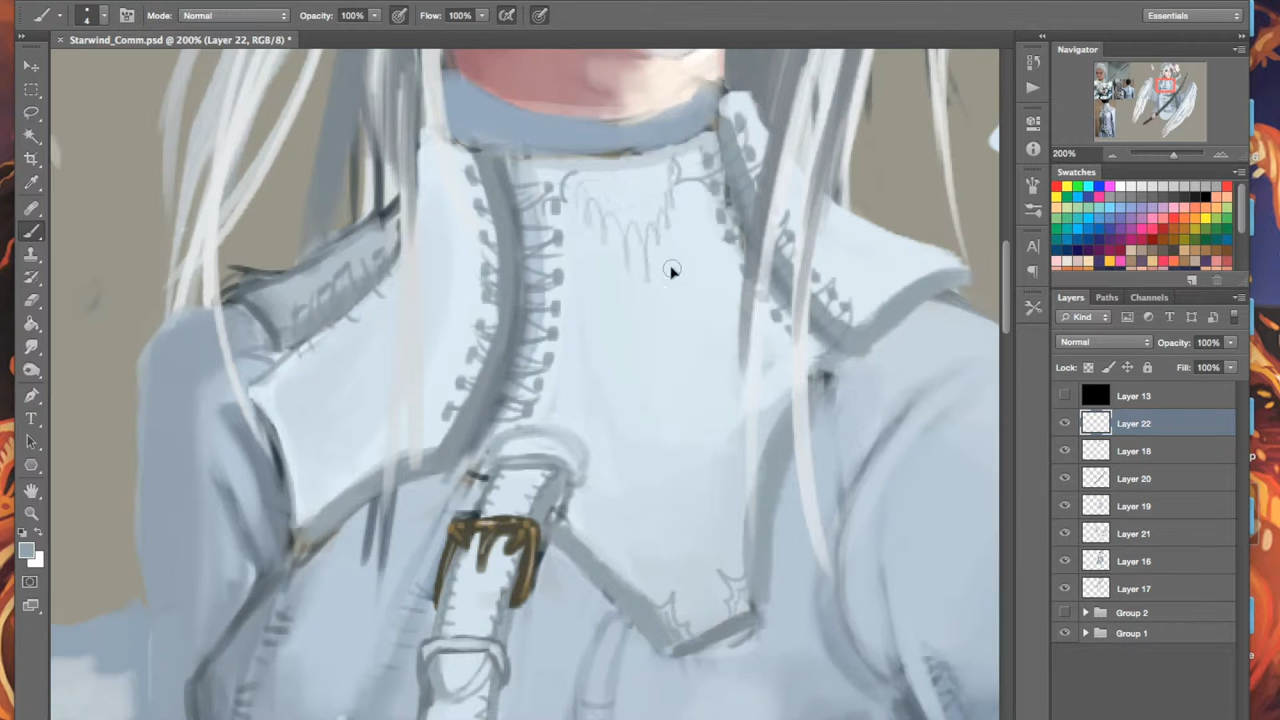 4 Mode: Normal Opacity: 100% Flow: 100% Essentials
× Starwind_Comm.psd @ 200% (Layer 22, RGB/8) *
Navigator
200%
Swatches
Layers Paths Channels
Kind
Normal Opacity: 100%
Lock: Fill: 100%
Layer 13
Layer 22
Layer 18
Layer 20
Layer 19
Layer 21
Layer 16
Layer 17
Group 2
Group 1